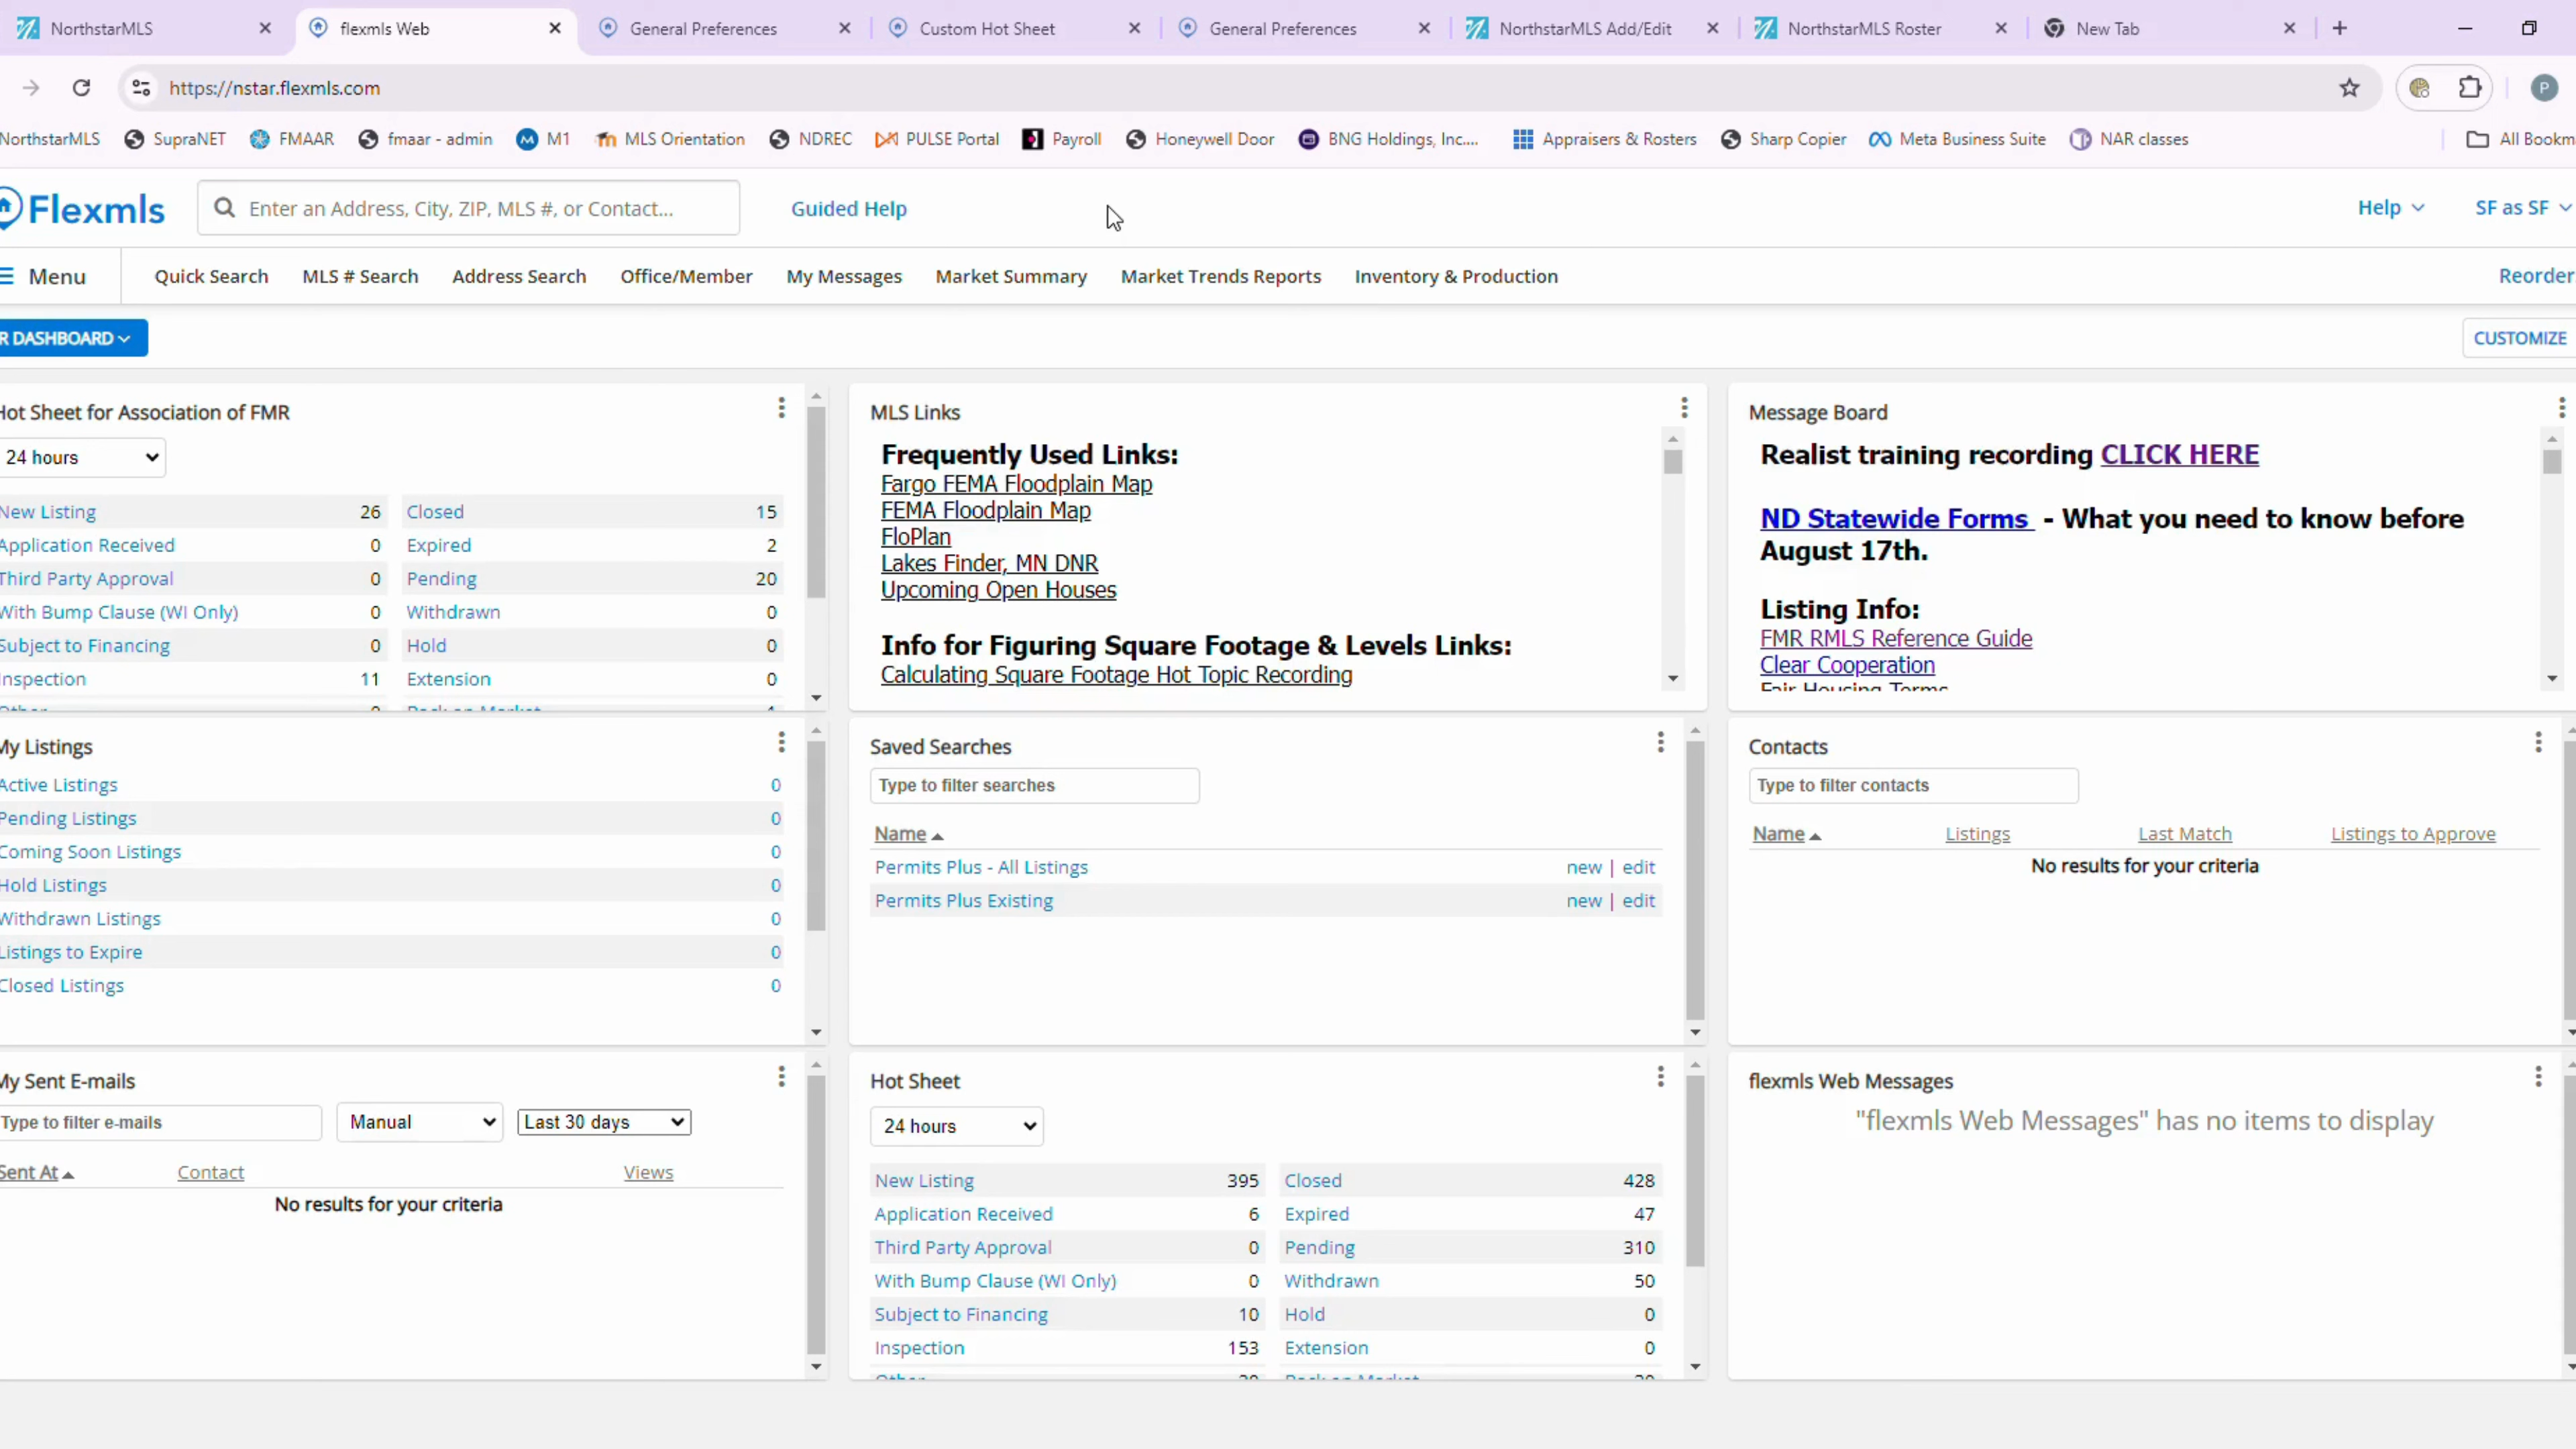 NorthstarMLS
flexmls Web
General Preferences
Custom Hot Sheet
General Preferences
NorthstarMLS Add/Edit
NorthstarMLS Roster
New Tab
https://nstar.flexmls.com
P
NorthstarMLS
SupraNET
FMAAR
fmaar - admin
M1
MLS Orientation
NDREC
PULSE Portal
Payroll
Honeywell Door
BNG Holdings, Inc....
Appraisers & Rosters
Sharp Copier
Meta Business Suite
NAR classes
All Bookm
Flexmls
Enter an Address, City, ZIP, MLS #, or Contact...
Guided Help
Help
SF as SF
Menu
Quick Search
MLS # Search
Address Search
Office/Member
My Messages
Market Summary
Market Trends Reports
Inventory & Production
Reorder
R DASHBOARD
CUSTOMIZE
Hot Sheet for Association of FMR
24 hours
New Listing 26 Closed 15
Application Received 0 Expired 2
Third Party Approval 0 Pending 20
With Bump Clause (WI Only) 0 Withdrawn 0
Subject to Financing 0 Hold 0
Inspection 11 Extension 0
MLS Links
Frequently Used Links:
Fargo FEMA Floodplain Map
FEMA Floodplain Map
FloPlan
Lakes Finder, MN DNR
Upcoming Open Houses
Info for Figuring Square Footage & Levels Links:
Calculating Square Footage Hot Topic Recording
Message Board
Realist training recording CLICK HERE
ND Statewide Forms - What you need to know before
August 17th.
Listing Info:
FMR RMLS Reference Guide
Clear Cooperation
Fair Housing Terms
My Listings
Active Listings 0
Pending Listings 0
Coming Soon Listings 0
Hold Listings 0
Withdrawn Listings 0
Listings to Expire 0
Closed Listings 0
Saved Searches
Type to filter searches
Name
Permits Plus - All Listings new | edit
Permits Plus Existing new | edit
Contacts
Type to filter contacts
Name Listings Last Match Listings to Approve
No results for your criteria
My Sent E-mails
Type to filter e-mails
Manual
Last 30 days
Sent At Contact Views
No results for your criteria
Hot Sheet
24 hours
New Listing 395 Closed 428
Application Received 6 Expired 47
Third Party Approval 0 Pending 310
With Bump Clause (WI Only) 0 Withdrawn 50
Subject to Financing 10 Hold 0
Inspection 153 Extension 0
flexmls Web Messages
"flexmls Web Messages" has no items to display